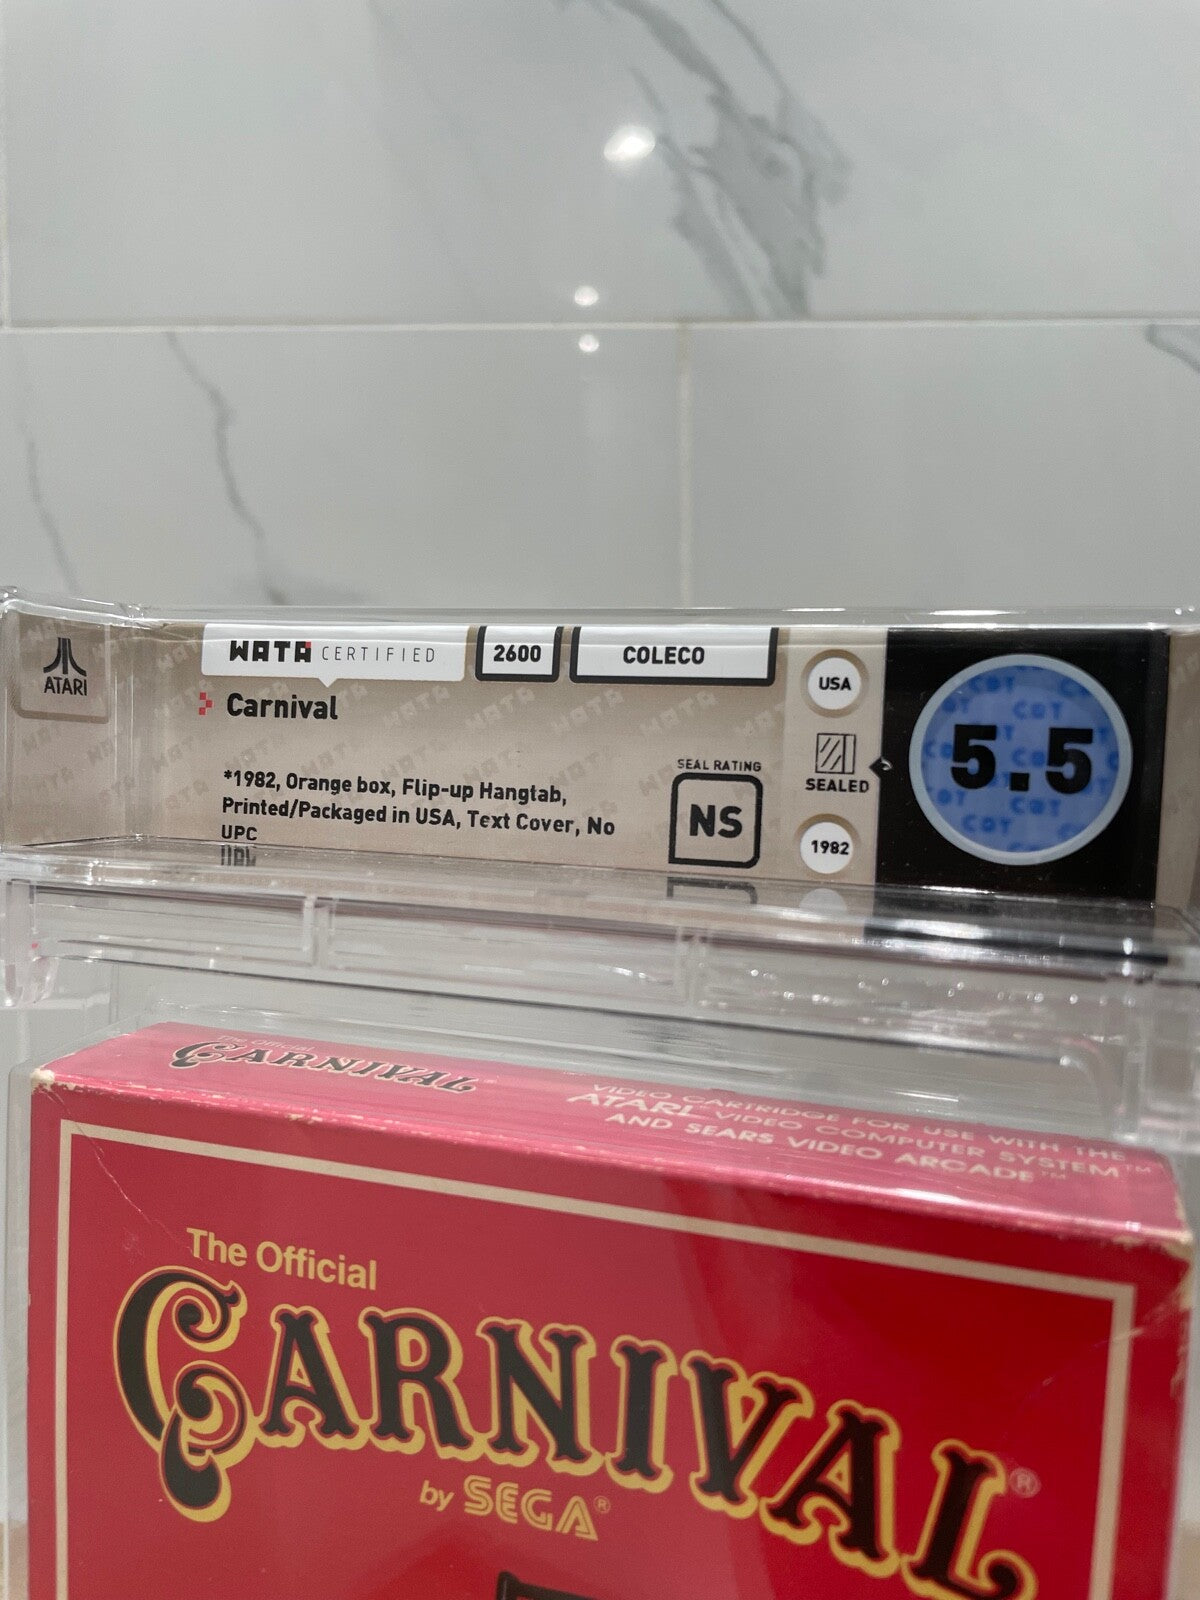 ATARI
WATA CERTIFIED
2600
COLECO
Carnival
*1982, Orange box, Flip-up Hangtab,
Printed/Packaged in USA, Text Cover, No
UPC
SEAL RATING
NS
USA
SEALED
1982
5.5
The Official
CARNIVAL
VIDEO CARTRIDGE FOR USE WITH THE
ATARI™ VIDEO COMPUTER SYSTEM™
AND SEARS VIDEO ARCADE™
The Official
CARNIVAL®
by SEGA®